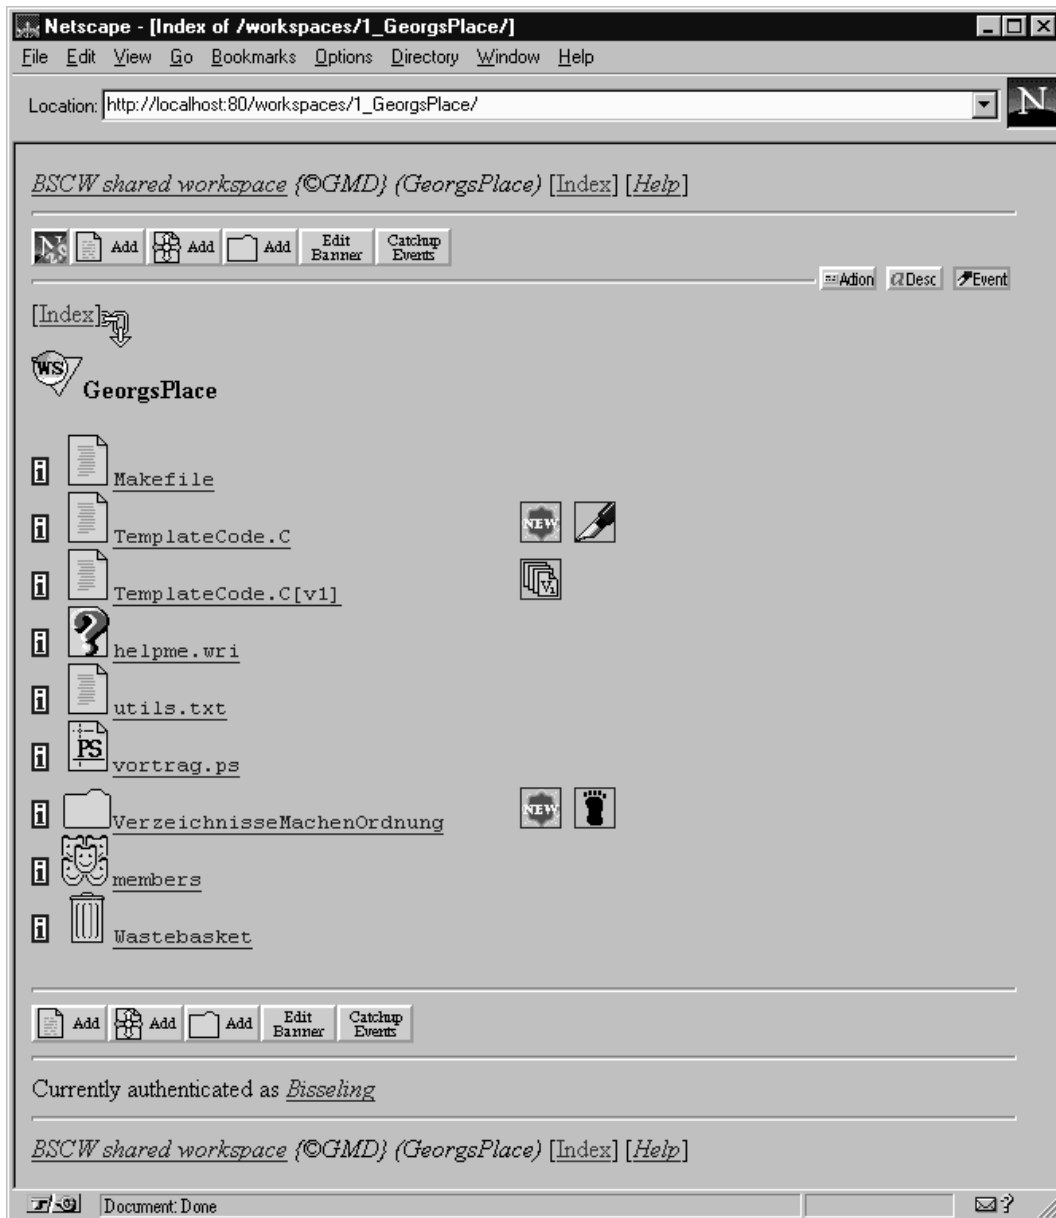 Netscape - [Index of /workspaces/1_GeorgsPlace/]
File Edit View Go Bookmarks Options Directory Window Help
Location: http://localhost:80/workspaces/1_GeorgsPlace/
N
BSCW shared workspace {©GMD} (GeorgsPlace) [Index] [Help]
Add Add Add Edit Banner Catchup Events
Action Desc Event
[Index]
WS GeorgsPlace
i Makefile
i TemplateCode.C NEW
i TemplateCode.C[v1] V1
i helpme.wri
i utils.txt
i PS vortrag.ps
i VerzeichnisseMachenOrdnung NEW
i members
i Wastebasket
Add Add Add Edit Banner Catchup Events
Currently authenticated as Bisseling
BSCW shared workspace {©GMD} (GeorgsPlace) [Index] [Help]
Document: Done